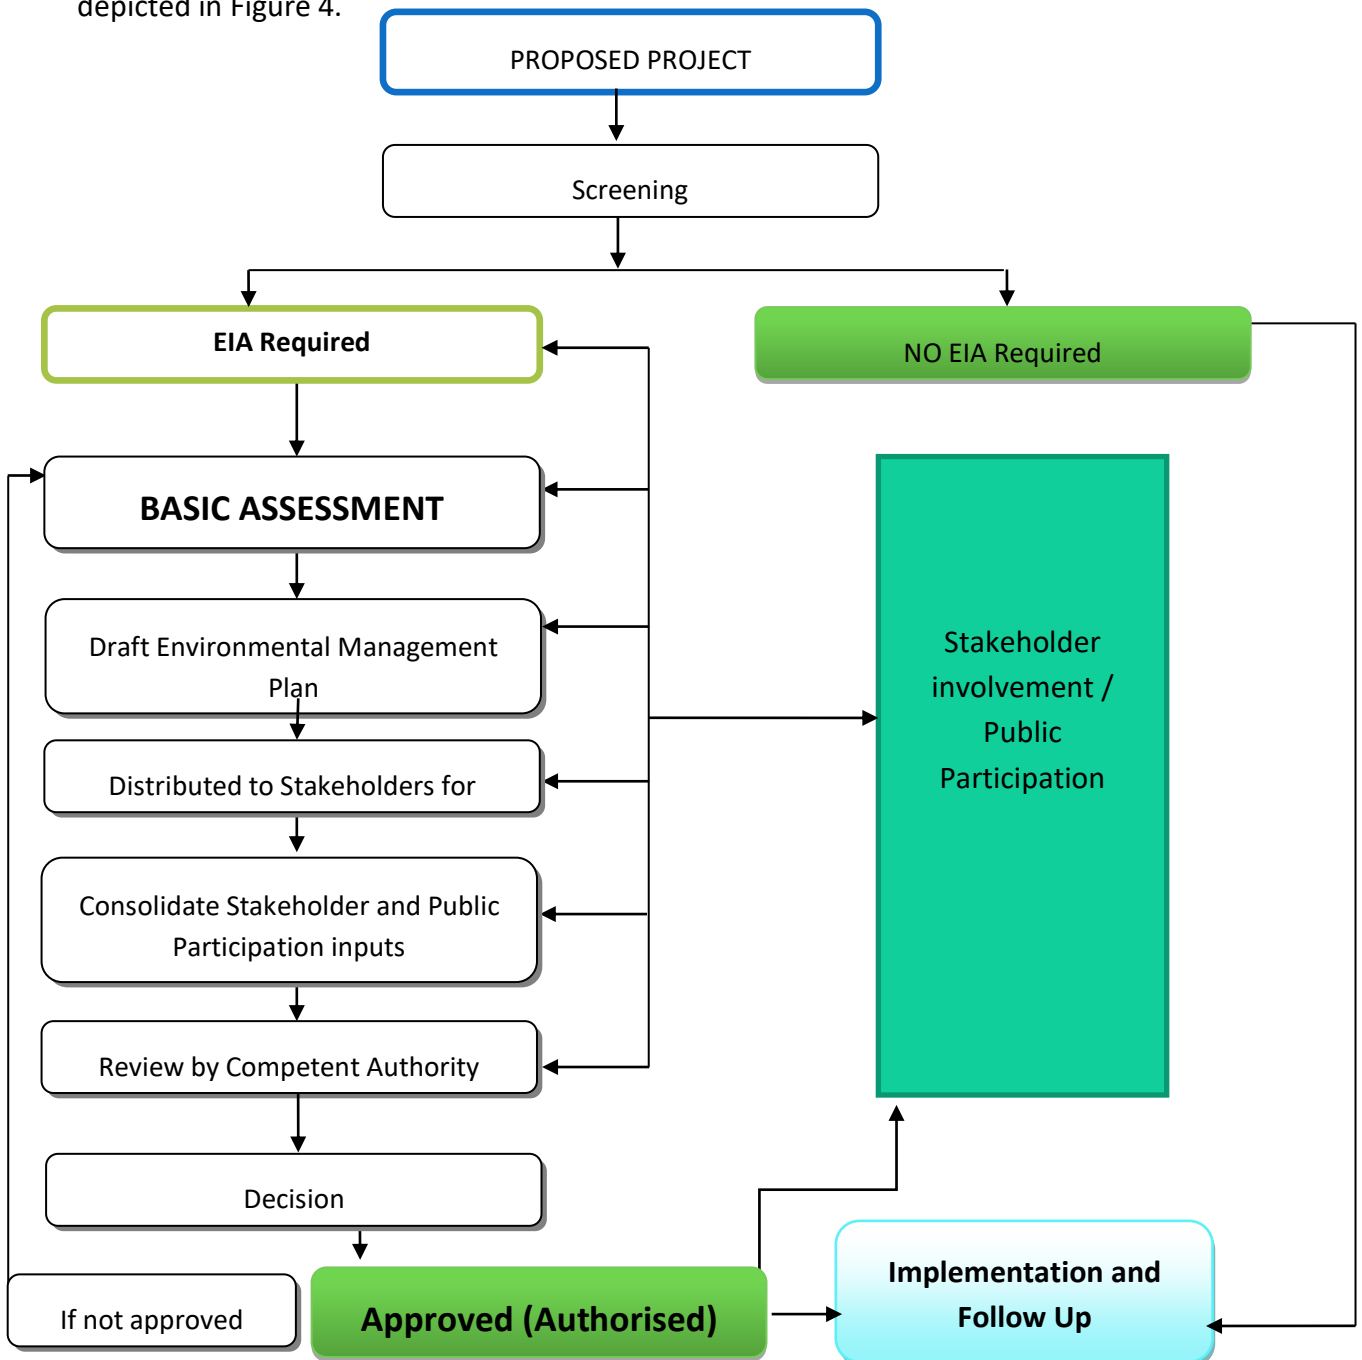 depicted in Figure 4.
PROPOSED PROJECT
Screening
EIA Required
NO EIA Required
BASIC ASSESSMENT
Draft Environmental Management
Plan
Distributed to Stakeholders for
Consolidate Stakeholder and Public
Participation inputs
Review by Competent Authority
Decision
Stakeholder
involvement /
Public
Participation
If not approved
Approved (Authorised)
Implementation and
Follow Up